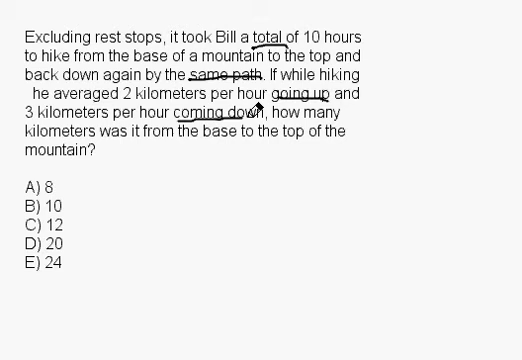 Excluding rest stops, it took Bill a total of 10 hours
to hike from the base of a mountain to the top and
back down again by the same path. If while hiking
he averaged 2 kilometers per hour going up and
3 kilometers per hour coming down, how many
kilometers was it from the base to the top of the
mountain?
A) 8
B) 10
C) 12
D) 20
E) 24